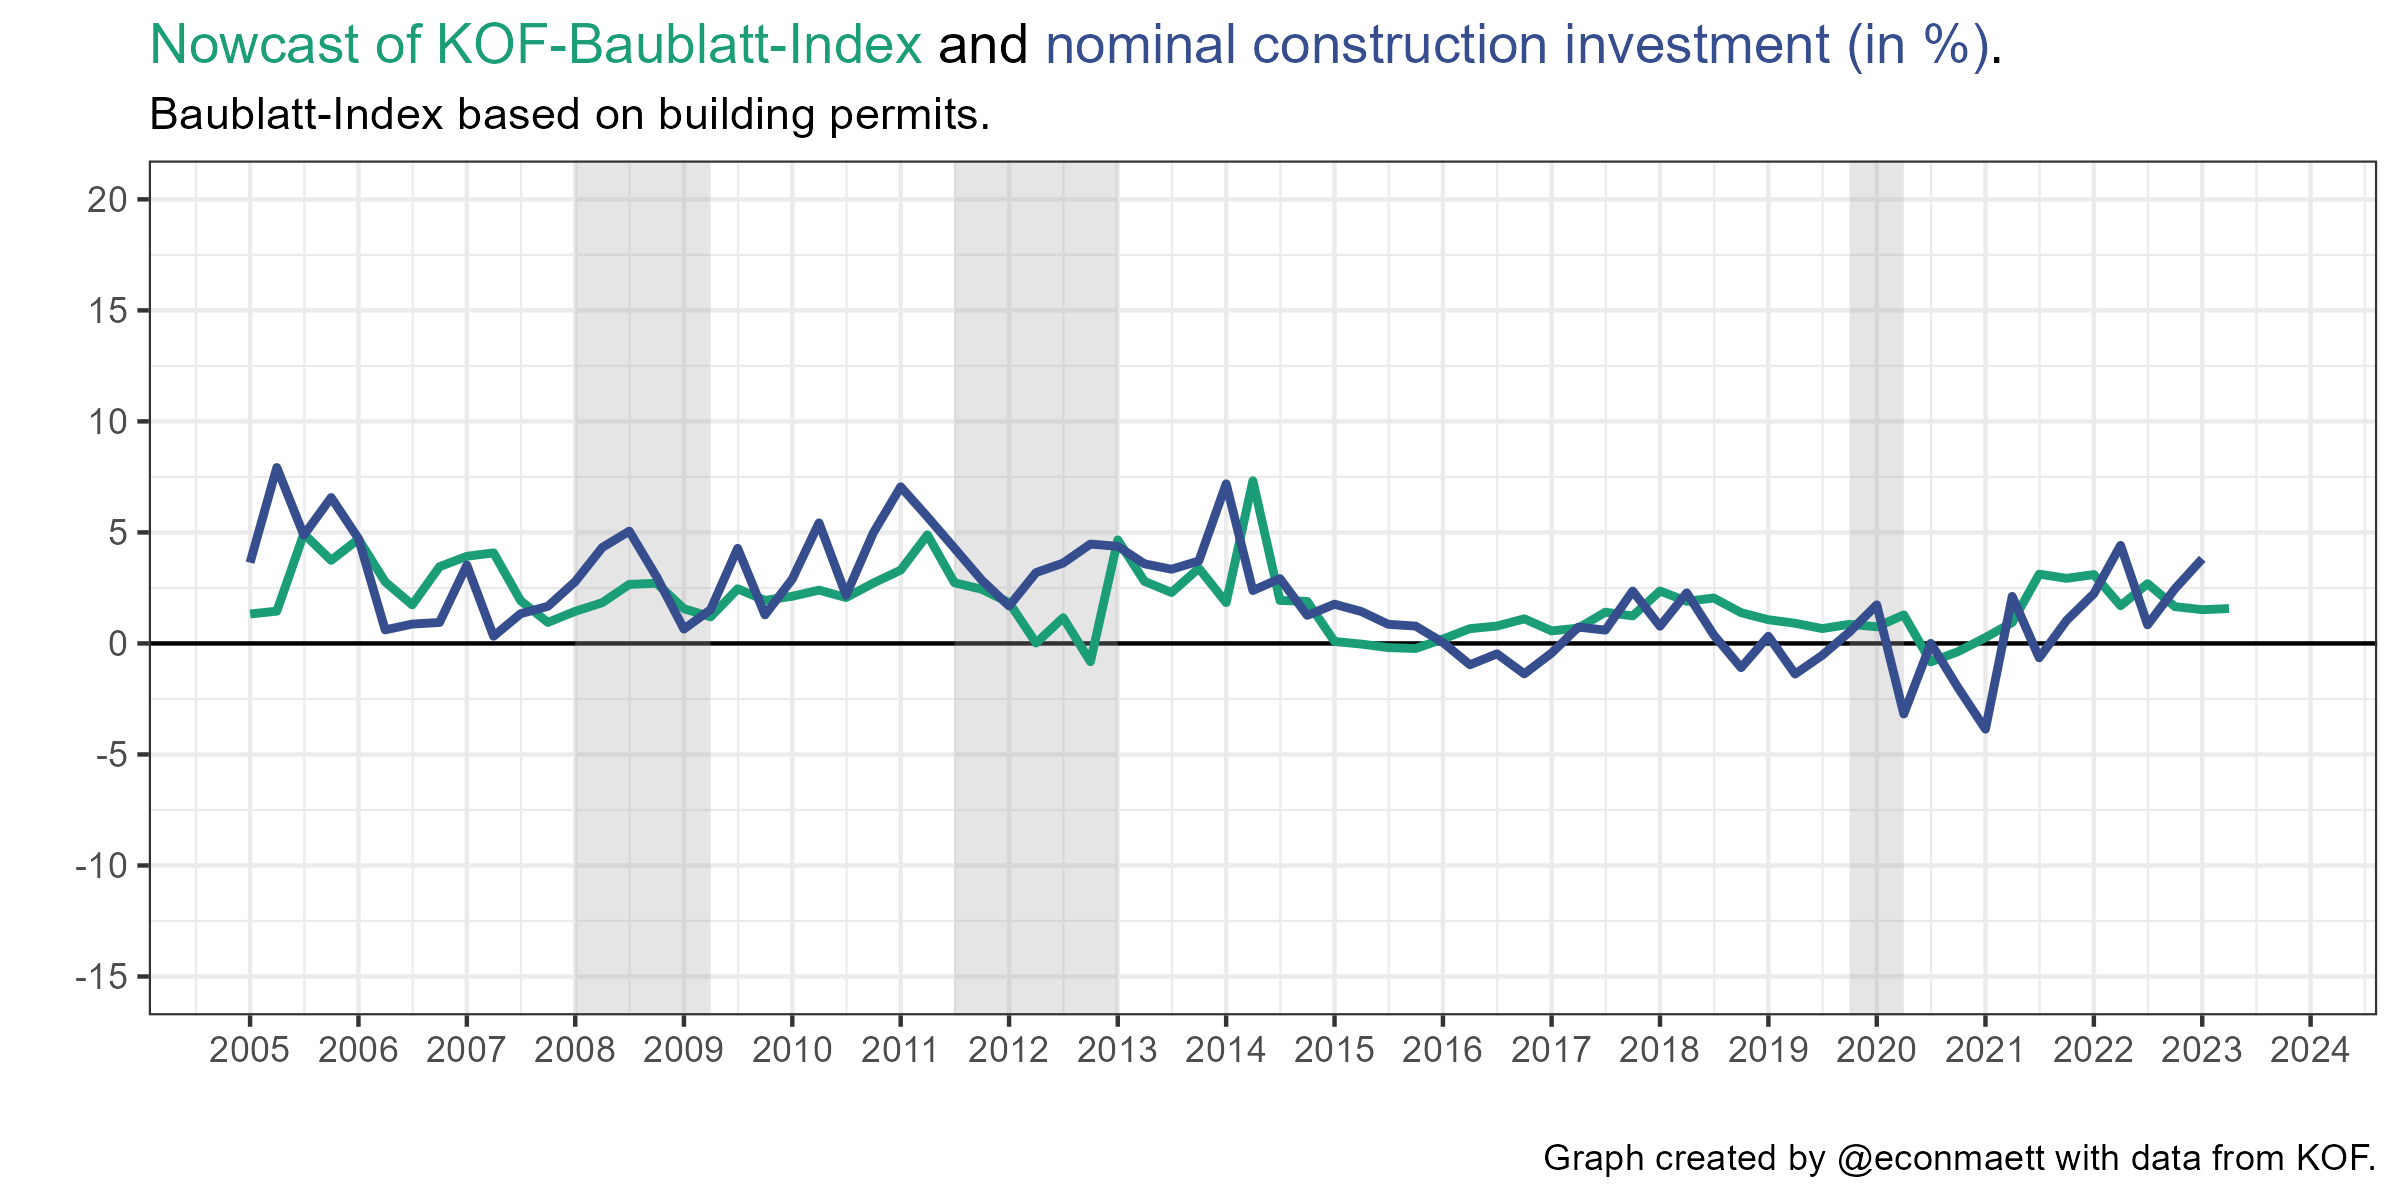 Nowcast of KOF-Baublatt-Index and nominal construction investment (in %).
Baublatt-Index based on building permits.
20
15
10
5
0
-5
-10
-15
2005 2006 2007 2008 2009 2010 2011 2012 2013 2014 2015 2016 2017 2018 2019 2020 2021 2022 2023 2024
Graph created by @econmaett with data from KOF.